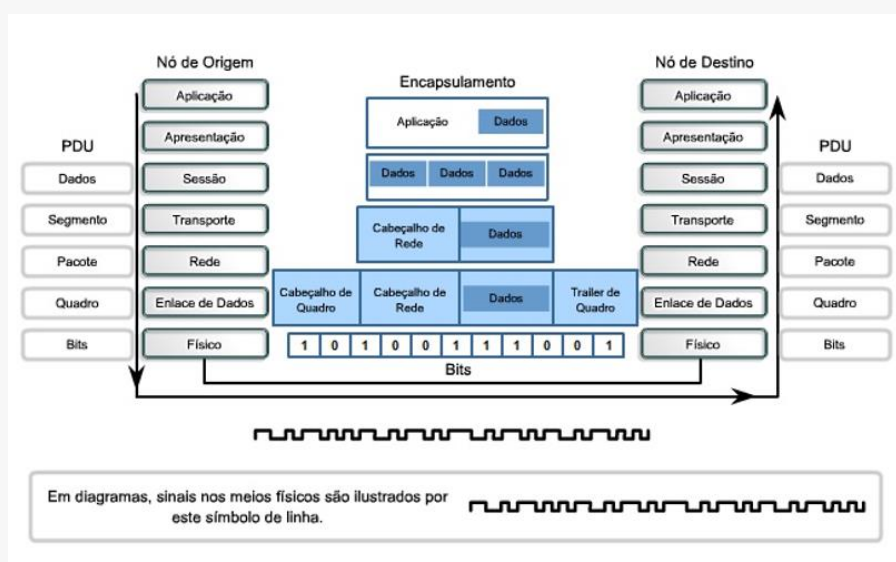 Nó de Origem
Nó de Destino
Encapsulamento
Aplicação
Aplicação Dados
Aplicação
PDU
Apresentação
Apresentação
PDU
Dados
Sessão
Dados Dados Dados
Sessão
Dados
Segmento
Transporte
Cabeçalho de
Rede
Dados
Transporte
Segmento
Pacote
Rede
Rede
Pacote
Quadro
Enlace de Dados
Cabeçalho de
Quadro
Cabeçalho de
Rede
Dados
Trailer de
Quadro
Enlace de Dados
Quadro
Bits
Físico
1 0 1 0 0 1 1 1 0 0 1
Físico
Bits
Bits
Em diagramas, sinais nos meios físicos são ilustrados por
este símbolo de linha.